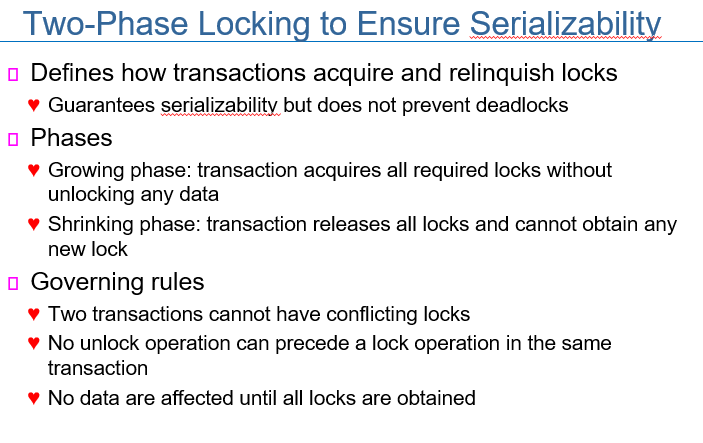 Two-Phase Locking to Ensure Serializability
Defines how transactions acquire and relinquish locks
Guarantees serializability but does not prevent deadlocks
Phases
Growing phase: transaction acquires all required locks without
unlocking any data
Shrinking phase: transaction releases all locks and cannot obtain any
new lock
Governing rules
Two transactions cannot have conflicting locks
No unlock operation can precede a lock operation in the same
transaction
No data are affected until all locks are obtained